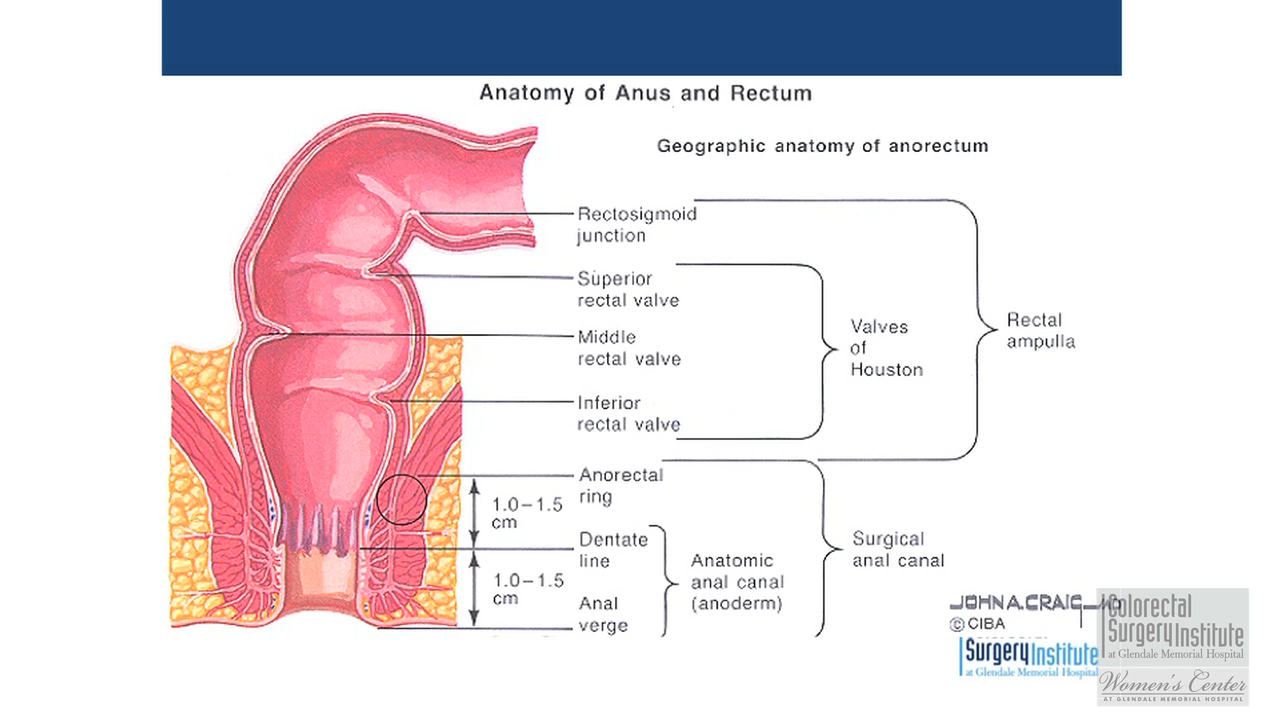 Anatomy of Anus and Rectum
Geographic anatomy of anorectum
Rectosigmoid
junction
Superior
rectal valve
Middle
rectal valve
Inferior
rectal valve
Valves
of
Houston
Rectal
ampulla
Anorectal
ring
1.0–1.5
cm
Dentate
line
1.0–1.5
cm
Anal
verge
Anatomic
anal canal
(anoderm)
Surgical
anal canal
JOHN A. CRAIG MD
© CIBA
Surgery Institute
at Glendale Memorial Hospital
Colorectal
Surgery Institute
at Glendale Memorial Hospital
Women's Center
AT GLENDALE MEMORIAL HOSPITAL